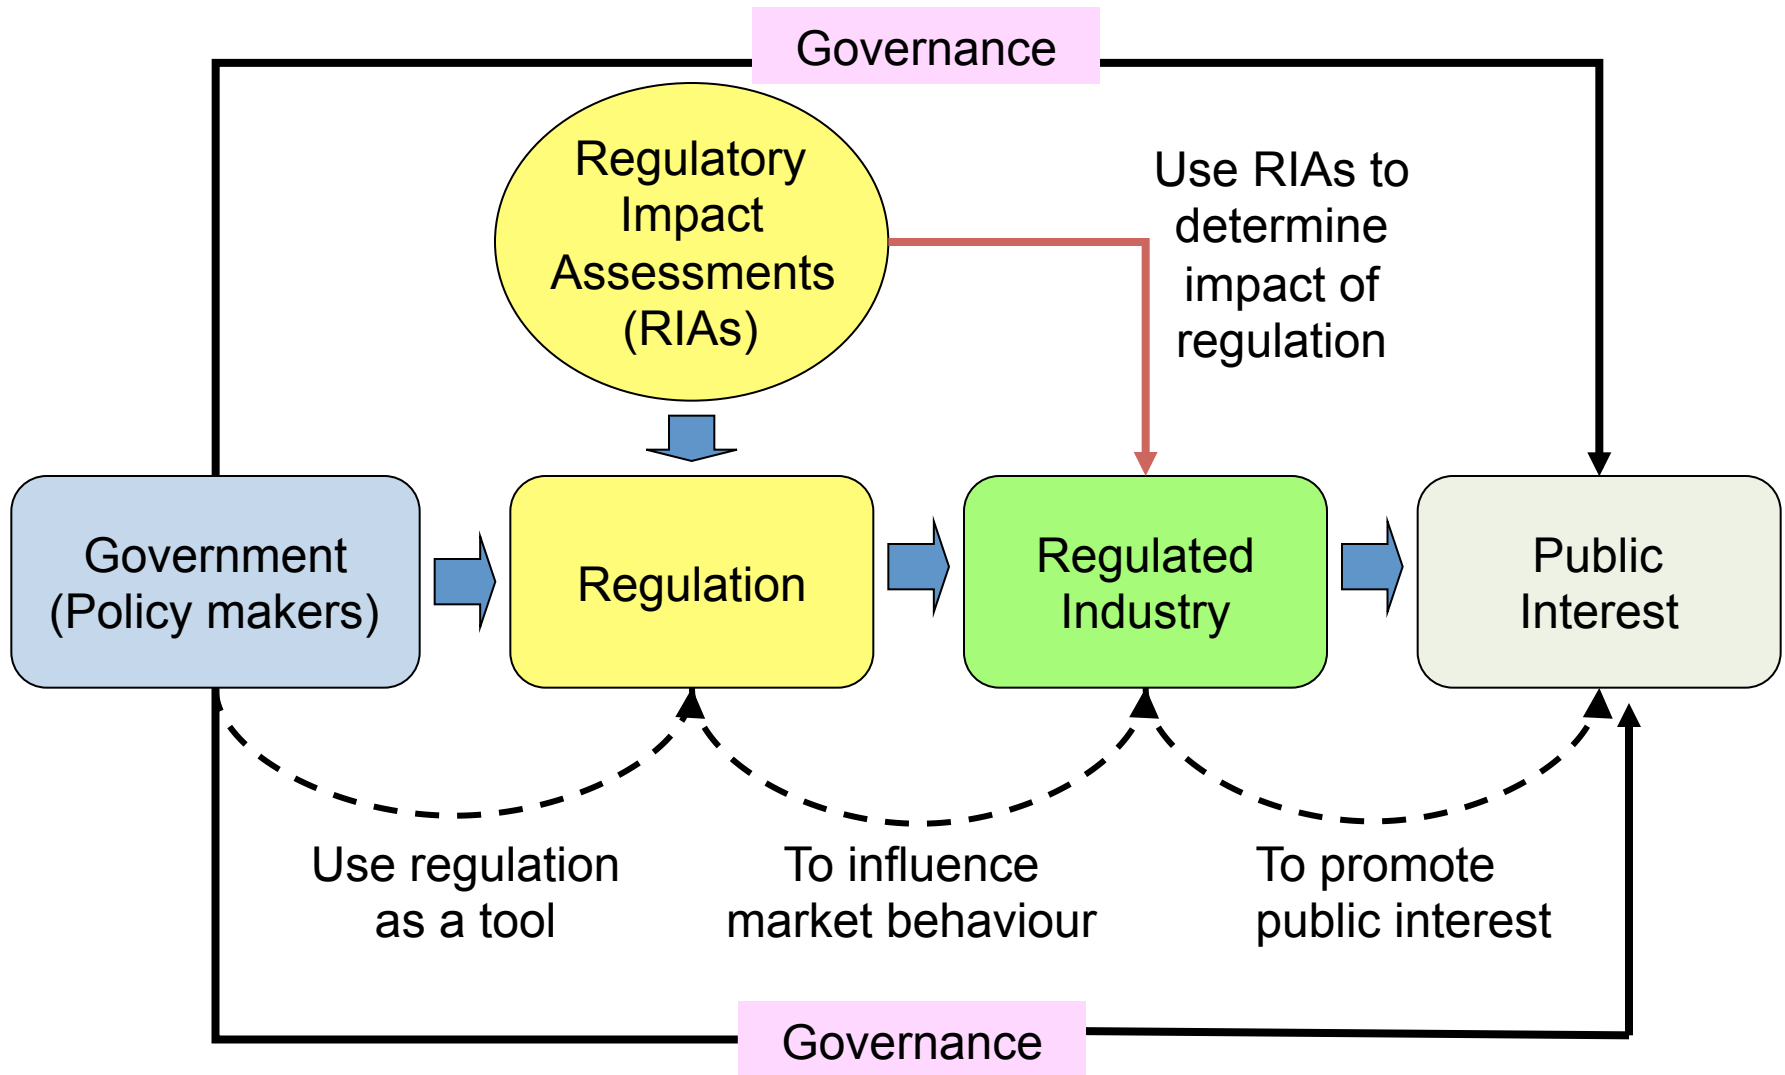 Governance
Regulatory
Impact
Assessments
(RIAs)
Use RIAs to
determine
impact of
regulation
Government
(Policy makers)
Regulation
Regulated
Industry
Public
Interest
Use regulation
as a tool
To influence
market behaviour
To promote
public interest
Governance